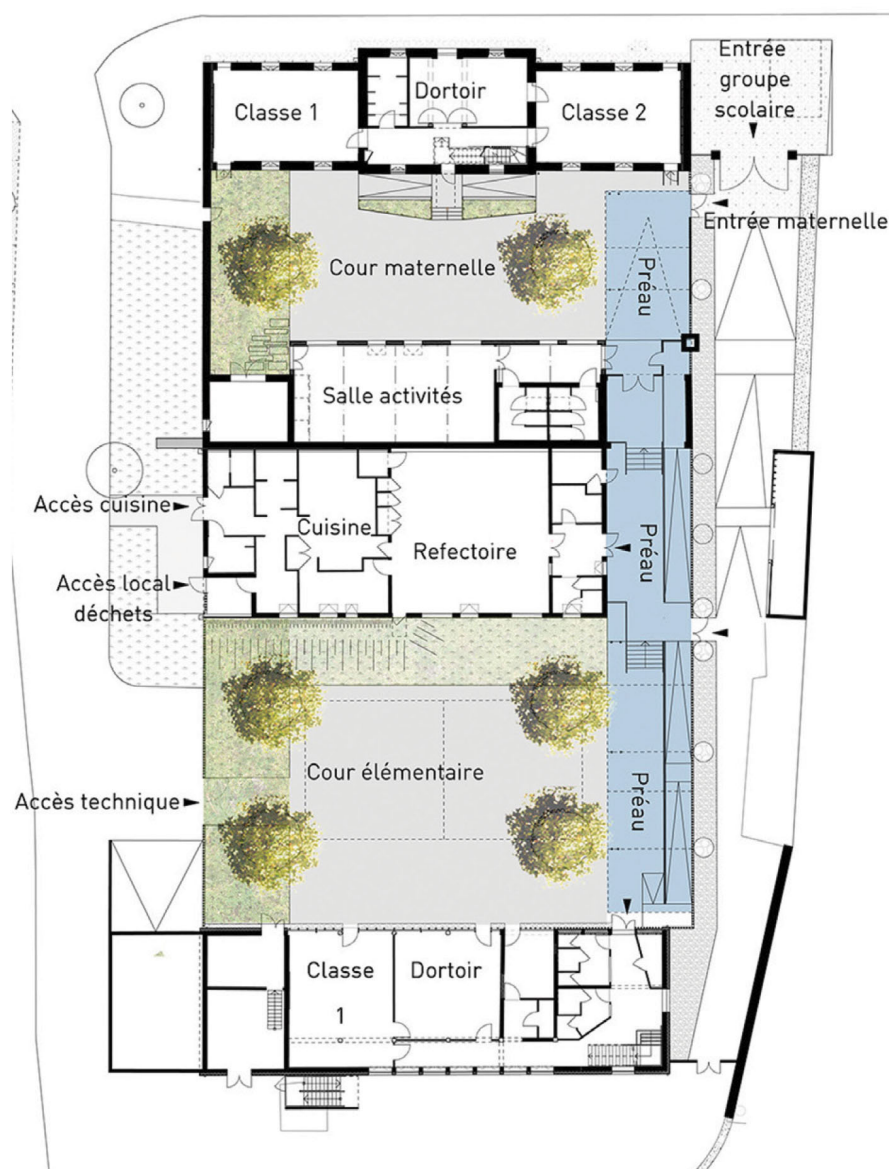 Entrée
groupe
scolaire
Dortoir
Classe 1
Classe 2
Entrée maternelle
Cour maternelle
Préau
Salle activités
Accès cuisine
Cuisine
Refectoire
Préau
Accès local
déchets
Cour élémentaire
Préau
Accès technique
Classe
1
Dortoir